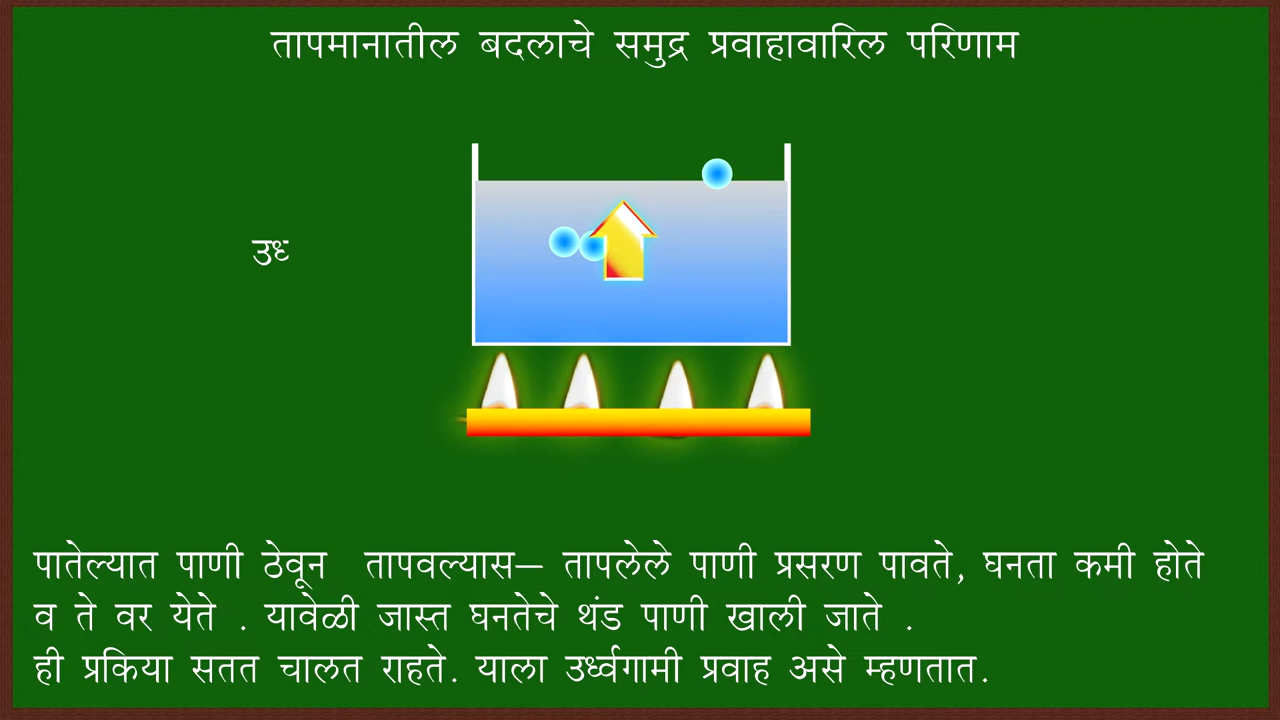 तापमानातील बदलाचे समुद्र प्रवाहावारिल परिणाम
उध
पातेल्यात पाणी ठेवून तापवल्यास— तापलेले पाणी प्रसरण पावते, घनता कमी होते
व ते वर येते . यावेळी जास्त घनतेचे थंड पाणी खाली जाते .
ही प्रकिया सतत चालत राहते. याला उर्ध्वगामी प्रवाह असे म्हणतात.